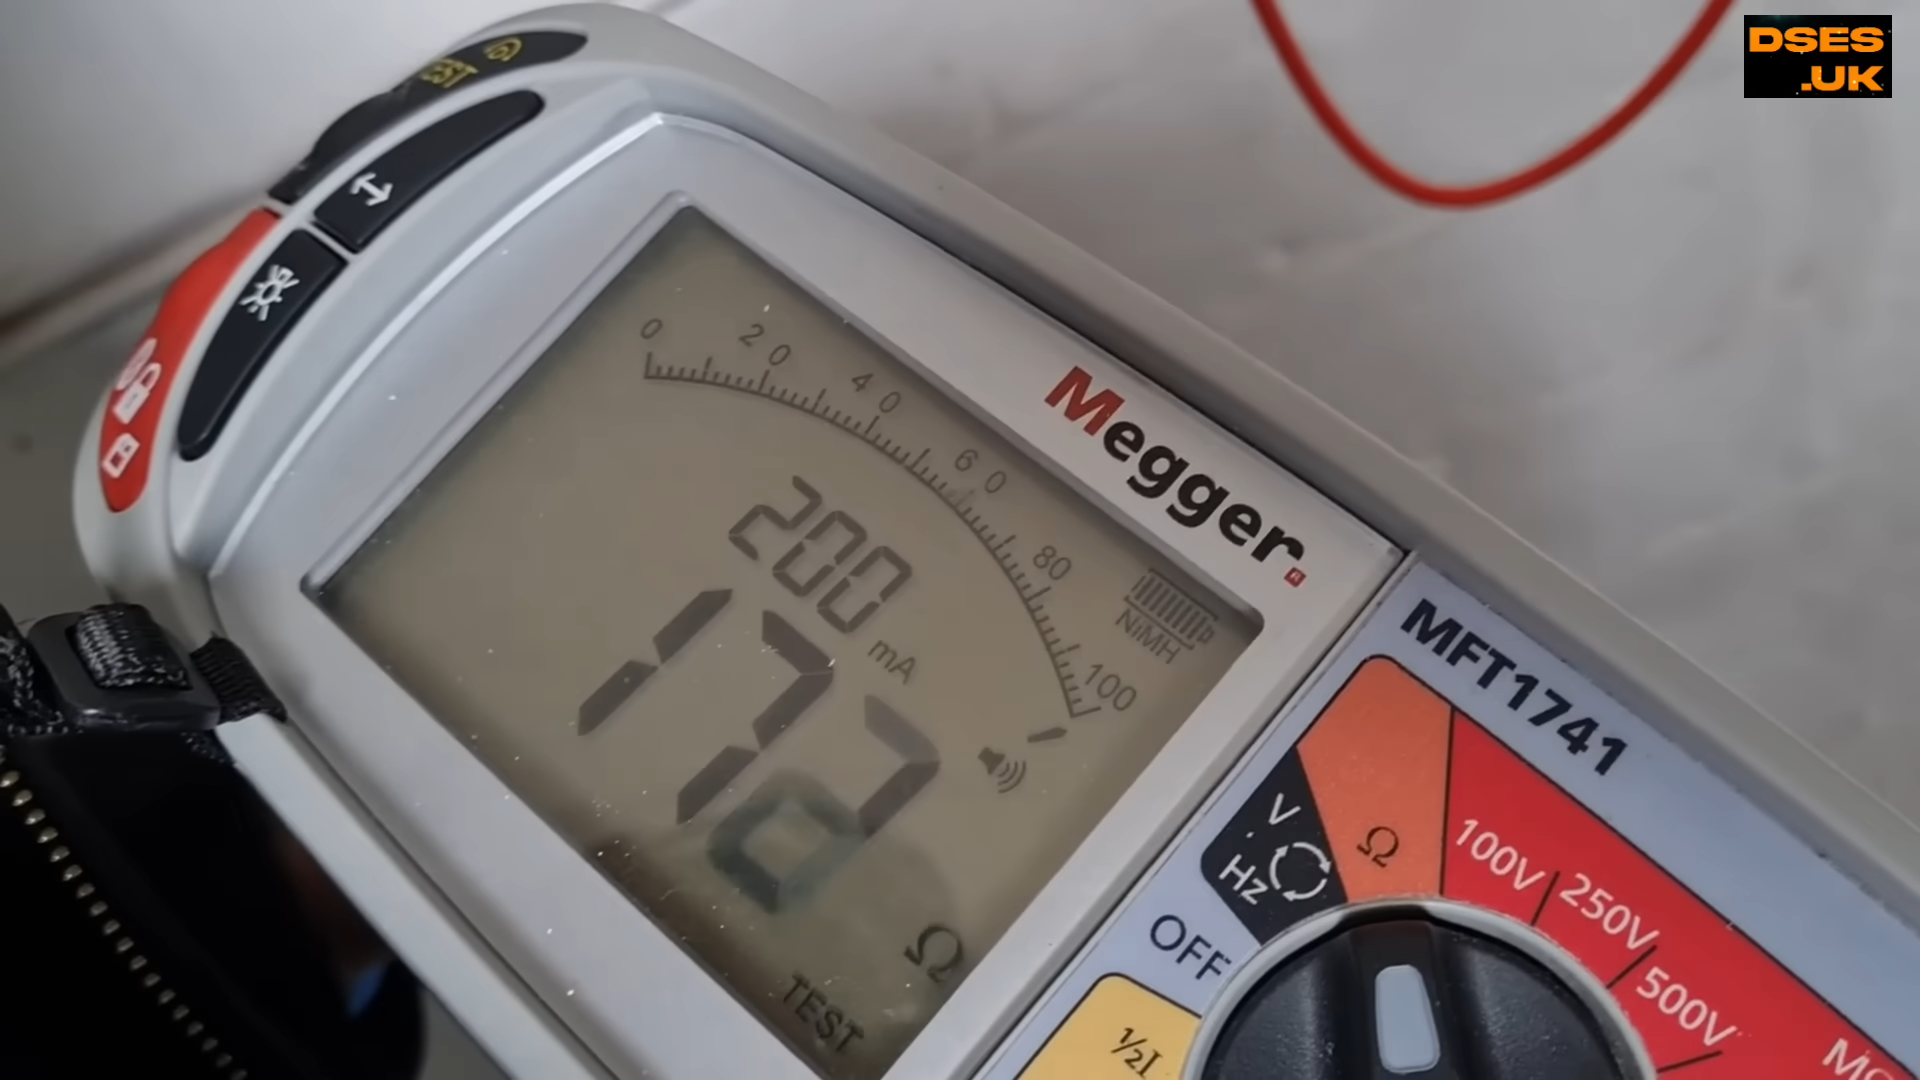 DSES
.UK
TEST
0 20 40 60 80 100
200 mA
Ω
TEST
NiMH
Megger.
MFT1741
V
Hz
Ω
100V
250V
500V
OFF
½I